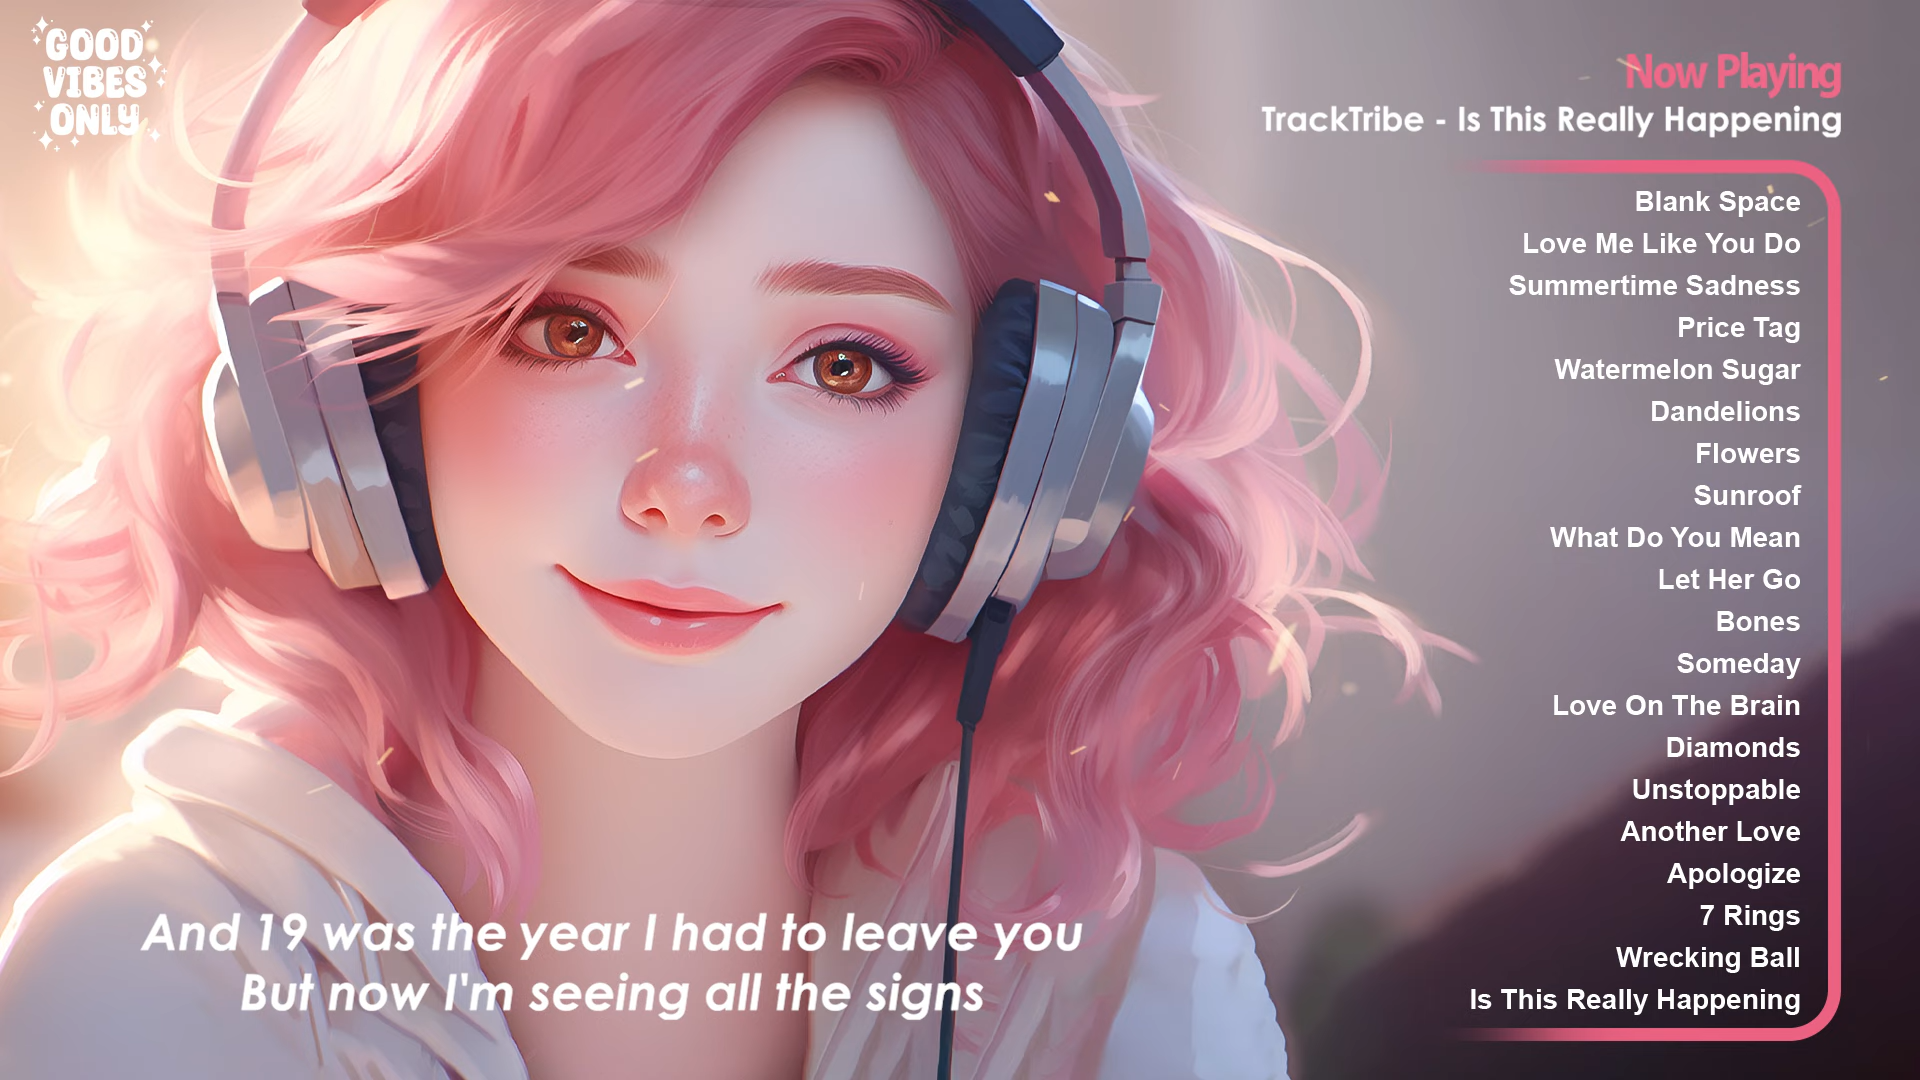 GOOD
VIBES
ONLY
Now Playing
TrackTribe - Is This Really Happening
Blank Space
Love Me Like You Do
Summertime Sadness
Price Tag
Watermelon Sugar
Dandelions
Flowers
Sunroof
What Do You Mean
Let Her Go
Bones
Someday
Love On The Brain
Diamonds
Unstoppable
Another Love
Apologize
7 Rings
Wrecking Ball
Is This Really Happening
And 19 was the year I had to leave you
But now I'm seeing all the signs